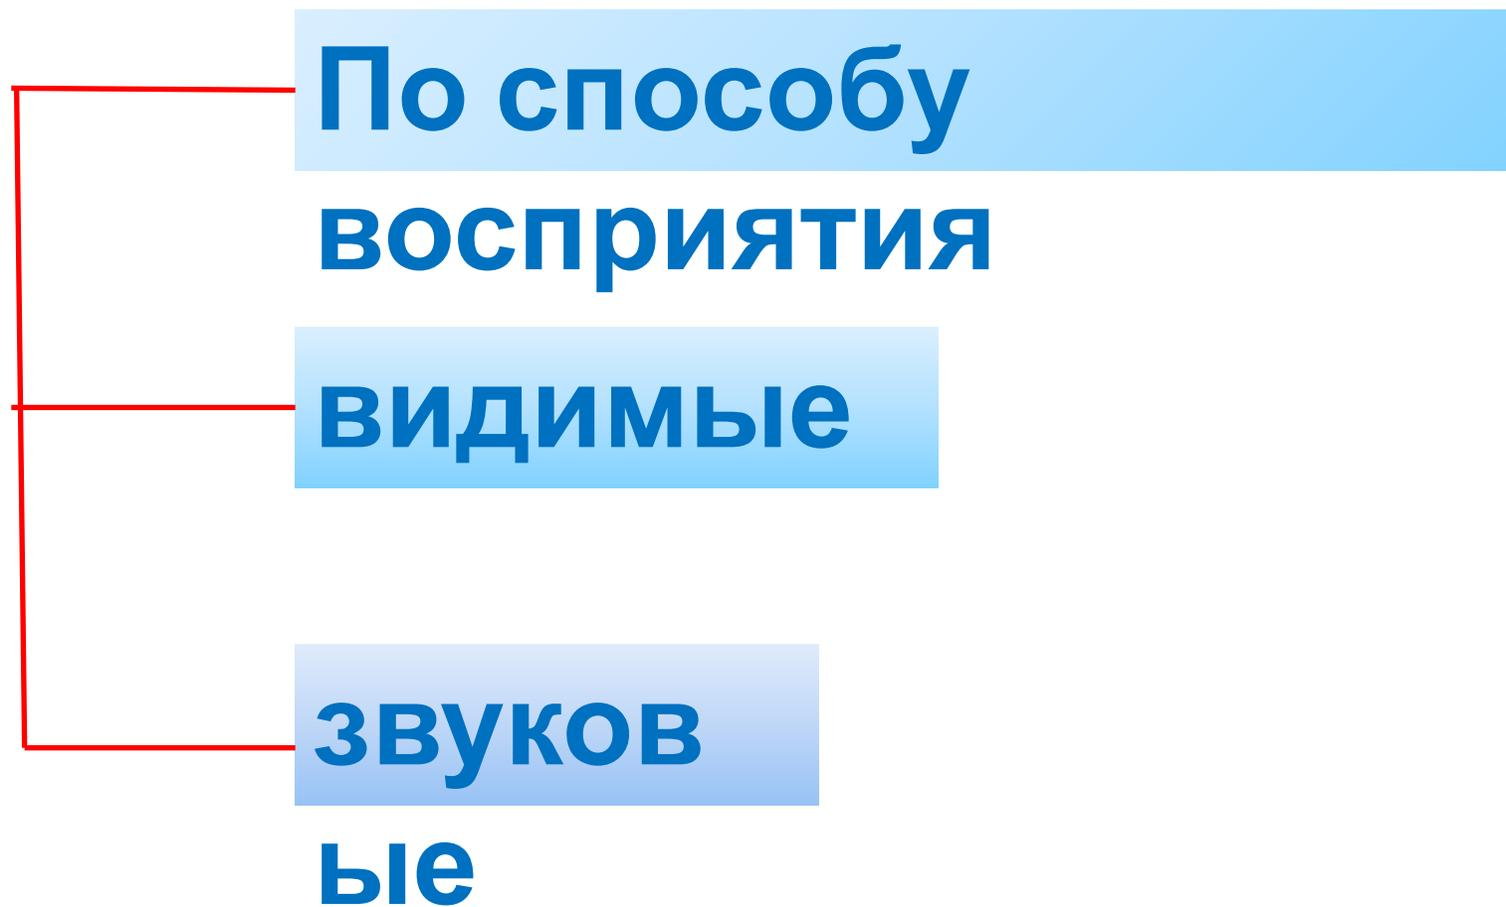 По способу
восприятия
видимые
звуков
ые